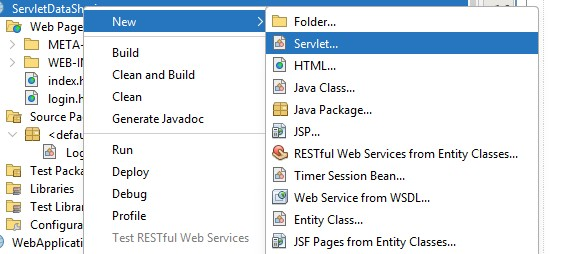 ServletDataSha
Web Page
META-
WEB-IN
index.h
login.h
Source Pa
<defau
Log
Test Packa
Libraries
Test Librar
Configura
WebApplicatio
New
Build
Clean and Build
Clean
Generate Javadoc
Run
Deploy
Debug
Profile
Test RESTful Web Services
Folder...
Servlet...
HTML...
Java Class...
Java Package...
JSP...
RESTful Web Services from Entity Classes...
Timer Session Bean...
Web Service from WSDL...
Entity Class...
JSF Pages from Entity Classes...